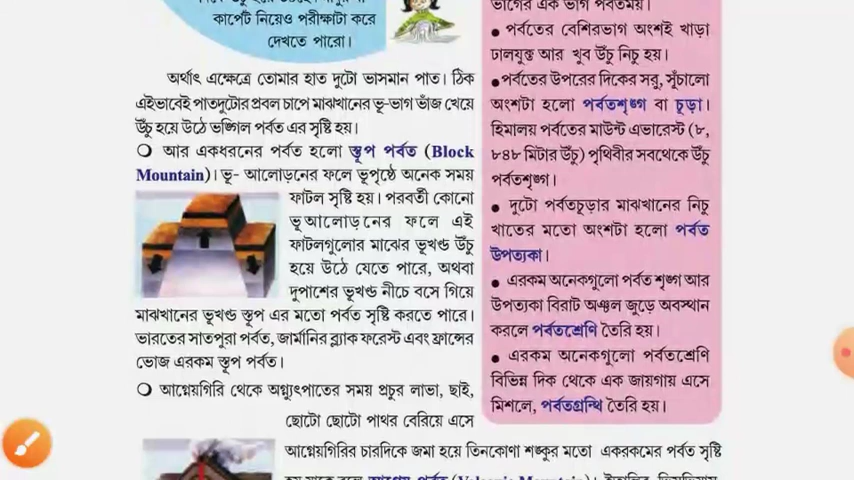 কার্পেট নিয়েও পরীক্ষাটা করে
দেখতে পারো।
অর্থাৎ এক্ষেত্রে তোমার হাত দুটো ভাসমান পাত। ঠিক
এইভাবেই পাতদুটোর প্রবল চাপে মাঝখানের ভূ-ভাগ ভাঁজ খেয়ে
উঁচু হয়ে উঠে ভঙ্গিল পর্বত এর সৃষ্টি হয়।
❍ আর একধরনের পর্বত হলো স্তূপ পর্বত (Block
Mountain)। ভূ- আলোড়নের ফলে ভূপৃষ্ঠে অনেক সময়
ফাটল সৃষ্টি হয়। পরবর্তী কোনো
ভূআলোড়নের ফলে এই
ফাটলগুলোর মাঝের ভূখণ্ড উঁচু
হয়ে উঠে যেতে পারে, অথবা
দুপাশের ভূখণ্ড নীচে বসে গিয়ে
মাঝখানের ভূখণ্ড স্তূপ এর মতো পর্বত সৃষ্টি করতে পারে।
ভারতের সাতপুরা পর্বত, জার্মানির ব্ল্যাক ফরেস্ট এবং ফ্রান্সের
ভোজ এরকম স্তূপ পর্বত।
❍ আগ্নেয়গিরি থেকে অগ্ন্যুৎপাতের সময় প্রচুর লাভা, ছাই,
ছোটো ছোটো পাথর বেরিয়ে এসে
আগ্নেয়গিরির চারদিকে জমা হয়ে তিনকোণা শঙ্কুর মতো একরকমের পর্বত সৃষ্টি
ভাগের এক ভাগ পর্বতময়।
• পর্বতের বেশিরভাগ অংশই খাড়া
ঢালযুক্ত আর খুব উঁচু নিচু হয়।
• পর্বতের উপরের দিকের সরু, সূঁচালো
অংশটা হলো পর্বতশৃঙ্গ বা চূড়া।
হিমালয় পর্বতের মাউন্ট এভারেস্ট (৮,
৮৪৮ মিটার উঁচু) পৃথিবীর সবথেকে উঁচু
পর্বতশৃঙ্গ।
• দুটো পর্বতচূড়ার মাঝখানের নিচু
খাতের মতো অংশটা হলো পর্বত
উপত্যকা।
• এরকম অনেকগুলো পর্বত শৃঙ্গ আর
উপত্যকা বিরাট অঞ্চল জুড়ে অবস্থান
করলে পর্বতশ্রেণি তৈরি হয়।
• এরকম অনেকগুলো পর্বতশ্রেণি
বিভিন্ন দিক থেকে এক জায়গায় এসে
মিশলে, পর্বতগ্রন্থি তৈরি হয়।